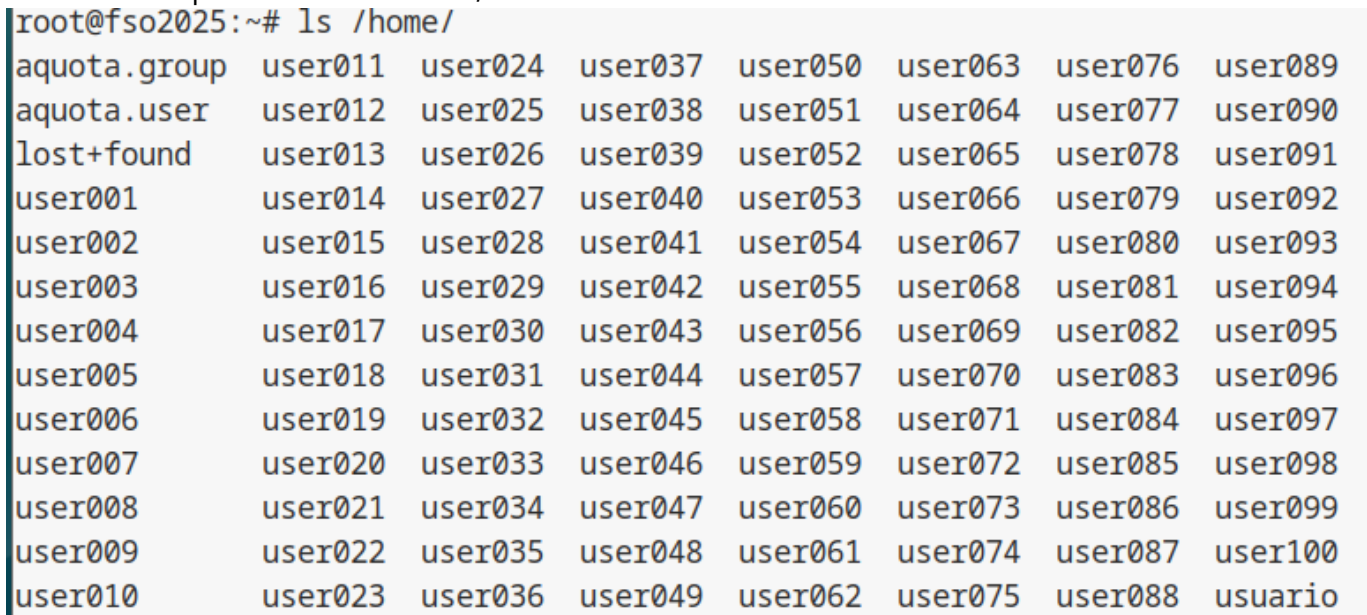 root@fso2025:~# ls /home/
aquota.group  user011  user024  user037  user050  user063  user076  user089
aquota.user   user012  user025  user038  user051  user064  user077  user090
lost+found    user013  user026  user039  user052  user065  user078  user091
user001       user014  user027  user040  user053  user066  user079  user092
user002       user015  user028  user041  user054  user067  user080  user093
user003       user016  user029  user042  user055  user068  user081  user094
user004       user017  user030  user043  user056  user069  user082  user095
user005       user018  user031  user044  user057  user070  user083  user096
user006       user019  user032  user045  user058  user071  user084  user097
user007       user020  user033  user046  user059  user072  user085  user098
user008       user021  user034  user047  user060  user073  user086  user099
user009       user022  user035  user048  user061  user074  user087  user100
user010       user023  user036  user049  user062  user075  user088  usuario